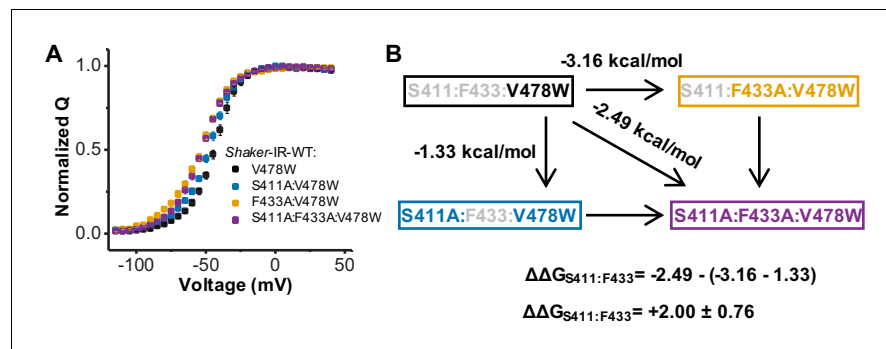 A
Normalized Q
1.0
0.5
0.0
-100
-50
0
50
Voltage (mV)
Shaker-IR-WT:
V478W
S411A:V478W
F433A:V478W
S411A:F433A:V478W
B
-3.16 kcal/mol
S411:F433:V478W
S411:F433A:V478W
-2.49 kcal/mol
-1.33 kcal/mol
S411A:F433:V478W
S411A:F433A:V478W
ΔΔGS411:F433= -2.49 - (-3.16 - 1.33)
ΔΔGS411:F433= +2.00 ± 0.76